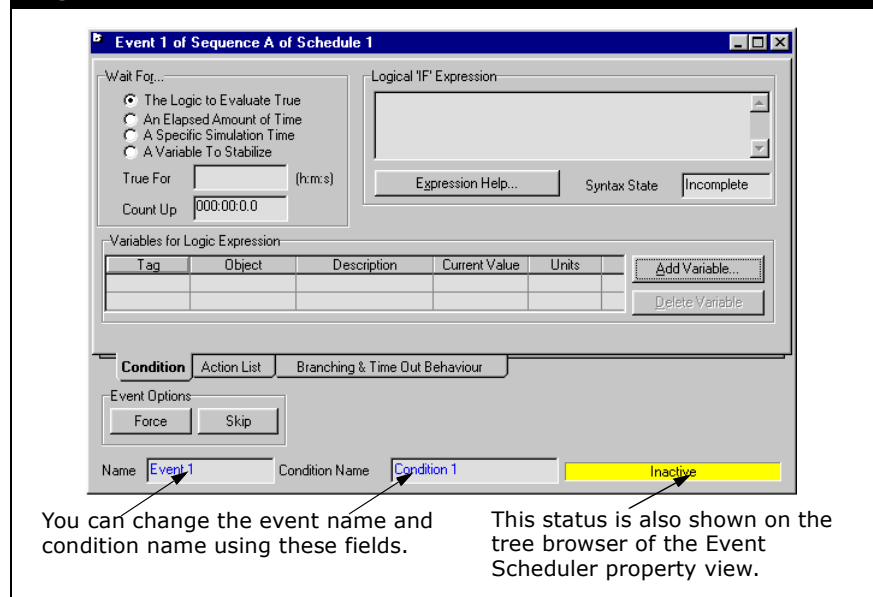 Event 1 of Sequence A of Schedule 1
Wait For...
The Logic to Evaluate True
An Elapsed Amount of Time
A Specific Simulation Time
A Variable To Stabilize
True For (h:m:s)
Count Up 000:00:0.0
Logical 'IF' Expression
Expression Help...
Syntax State Incomplete
Variables for Logic Expression
Tag Object Description Current Value Units
Add Variable...
Delete Variable
Condition Action List Branching & Time Out Behaviour
Event Options
Force Skip
Name Event 1 Condition Name Condition 1 Inactive
You can change the event name and
condition name using these fields.
This status is also shown on the
tree browser of the Event
Scheduler property view.